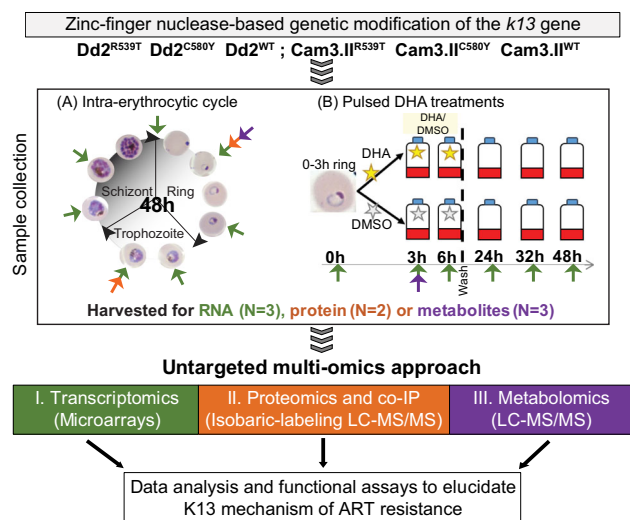 Zinc-finger nuclease-based genetic modification of the k13 gene
Dd2R539T Dd2C580Y Dd2WT ; Cam3.IIR539T Cam3.IIC580Y Cam3.IIWT
Sample collection
(A) Intra-erythrocytic cycle
Schizont
Ring
48h
Trophozoite
(B) Pulsed DHA treatments
DHA/
DMSO
0-3h ring
DHA
DMSO
0h 3h 6h 24h 32h 48h
Wash
Harvested for RNA (N=3), protein (N=2) or metabolites (N=3)
Untargeted multi-omics approach
I. Transcriptomics
(Microarrays)
II. Proteomics and co-IP
(Isobaric-labeling LC-MS/MS)
III. Metabolomics
(LC-MS/MS)
Data analysis and functional assays to elucidate
K13 mechanism of ART resistance